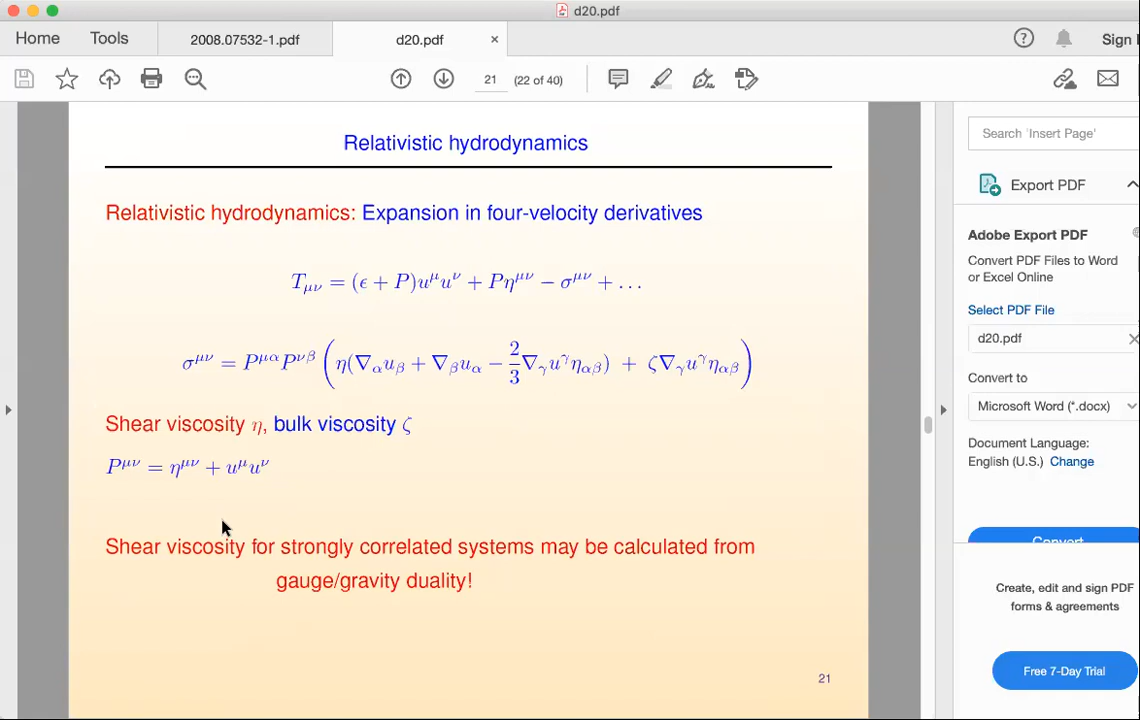 d20.pdf
Home Tools 2008.07532-1.pdf d20.pdf × Sign
21 (22 of 40)
Relativistic hydrodynamics
Search 'Insert Page'
Export PDF
Relativistic hydrodynamics: Expansion in four-velocity derivatives
Adobe Export PDF
Convert PDF Files to Word
or Excel Online
T_{μν} = (ϵ + P)u^μ u^ν + Pη^{μν} − σ^{μν} + …
Select PDF File
d20.pdf ×
σ^{μν} = P^{μα}P^{νβ} ( η(∇_α u_β + ∇_β u_α − 2/3 ∇_γ u^γ η_{αβ}) + ζ∇_γ u^γ η_{αβ} )
Convert to
Microsoft Word (*.docx)
Shear viscosity η, bulk viscosity ζ
Document Language:
English (U.S.) Change
P^{μν} = η^{μν} + u^μ u^ν
Convert
Shear viscosity for strongly correlated systems may be calculated from
gauge/gravity duality!
Create, edit and sign PDF
forms & agreements
Free 7-Day Trial
21